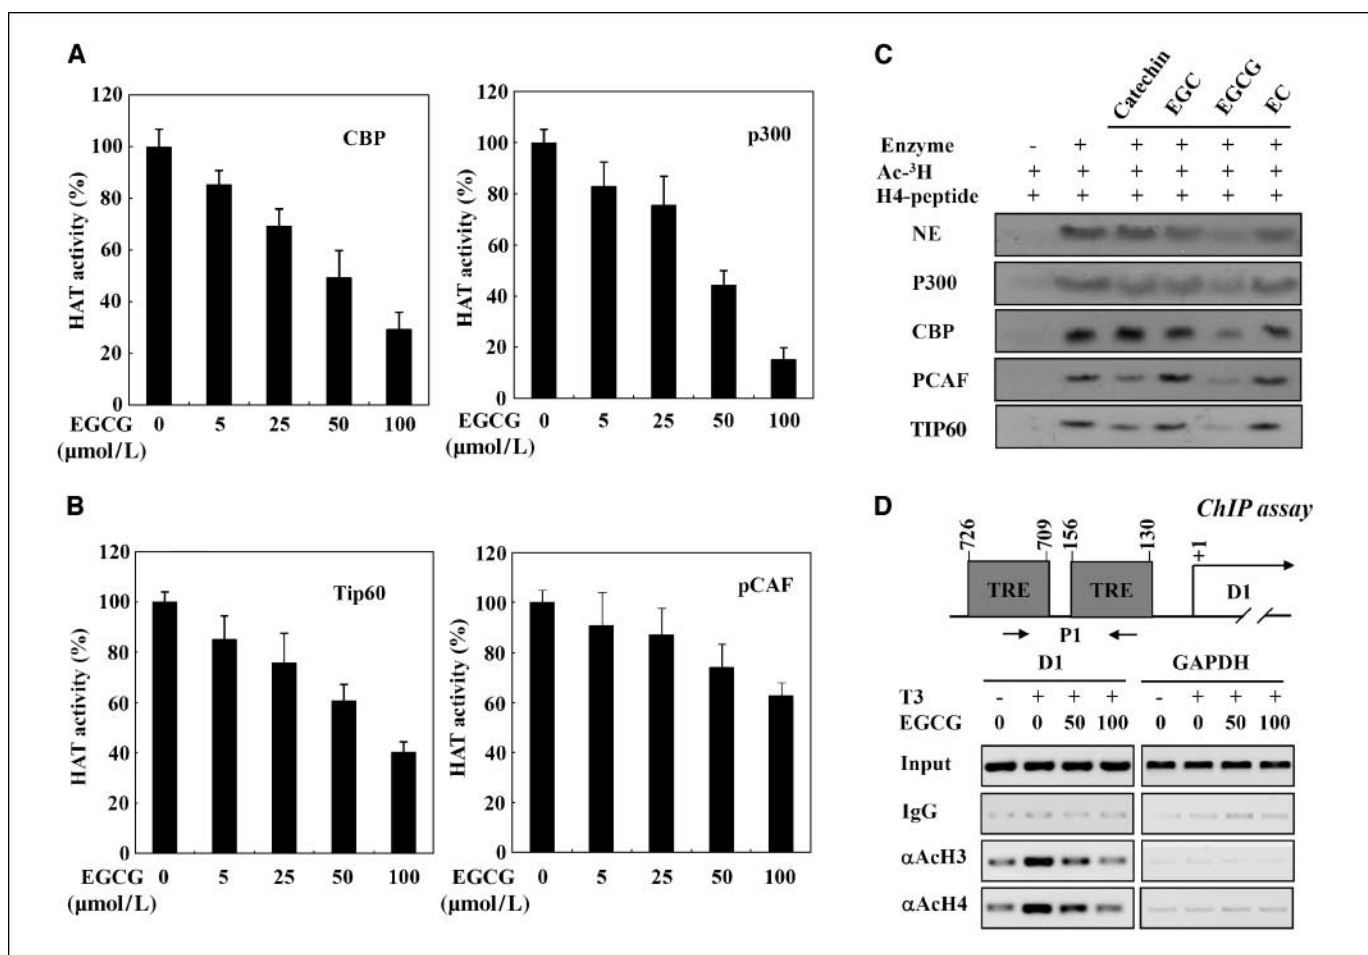 A
120
100
80
60
40
20
0
HAT activity (%)
CBP
EGCG 0 5 25 50 100
(µmol/L)
120
100
80
60
40
20
0
HAT activity (%)
p300
EGCG 0 5 25 50 100
(µmol/L)
B
120
100
80
60
40
20
0
HAT activity (%)
Tip60
EGCG 0 5 25 50 100
(µmol/L)
120
100
80
60
40
20
0
HAT activity (%)
pCAF
EGCG 0 5 25 50 100
(µmol/L)
C
Catechin EGC EGCG EC
Enzyme - + + + + +
Ac-³H + + + + + +
H4-peptide + + + + + +
NE
P300
CBP
PCAF
TIP60
D
ChIP assay
726 709 156 130 +1
TRE TRE D1
P1
D1 GAPDH
T3 - + + + - + + +
EGCG 0 0 50 100 0 0 50 100
Input
IgG
αAcH3
αAcH4